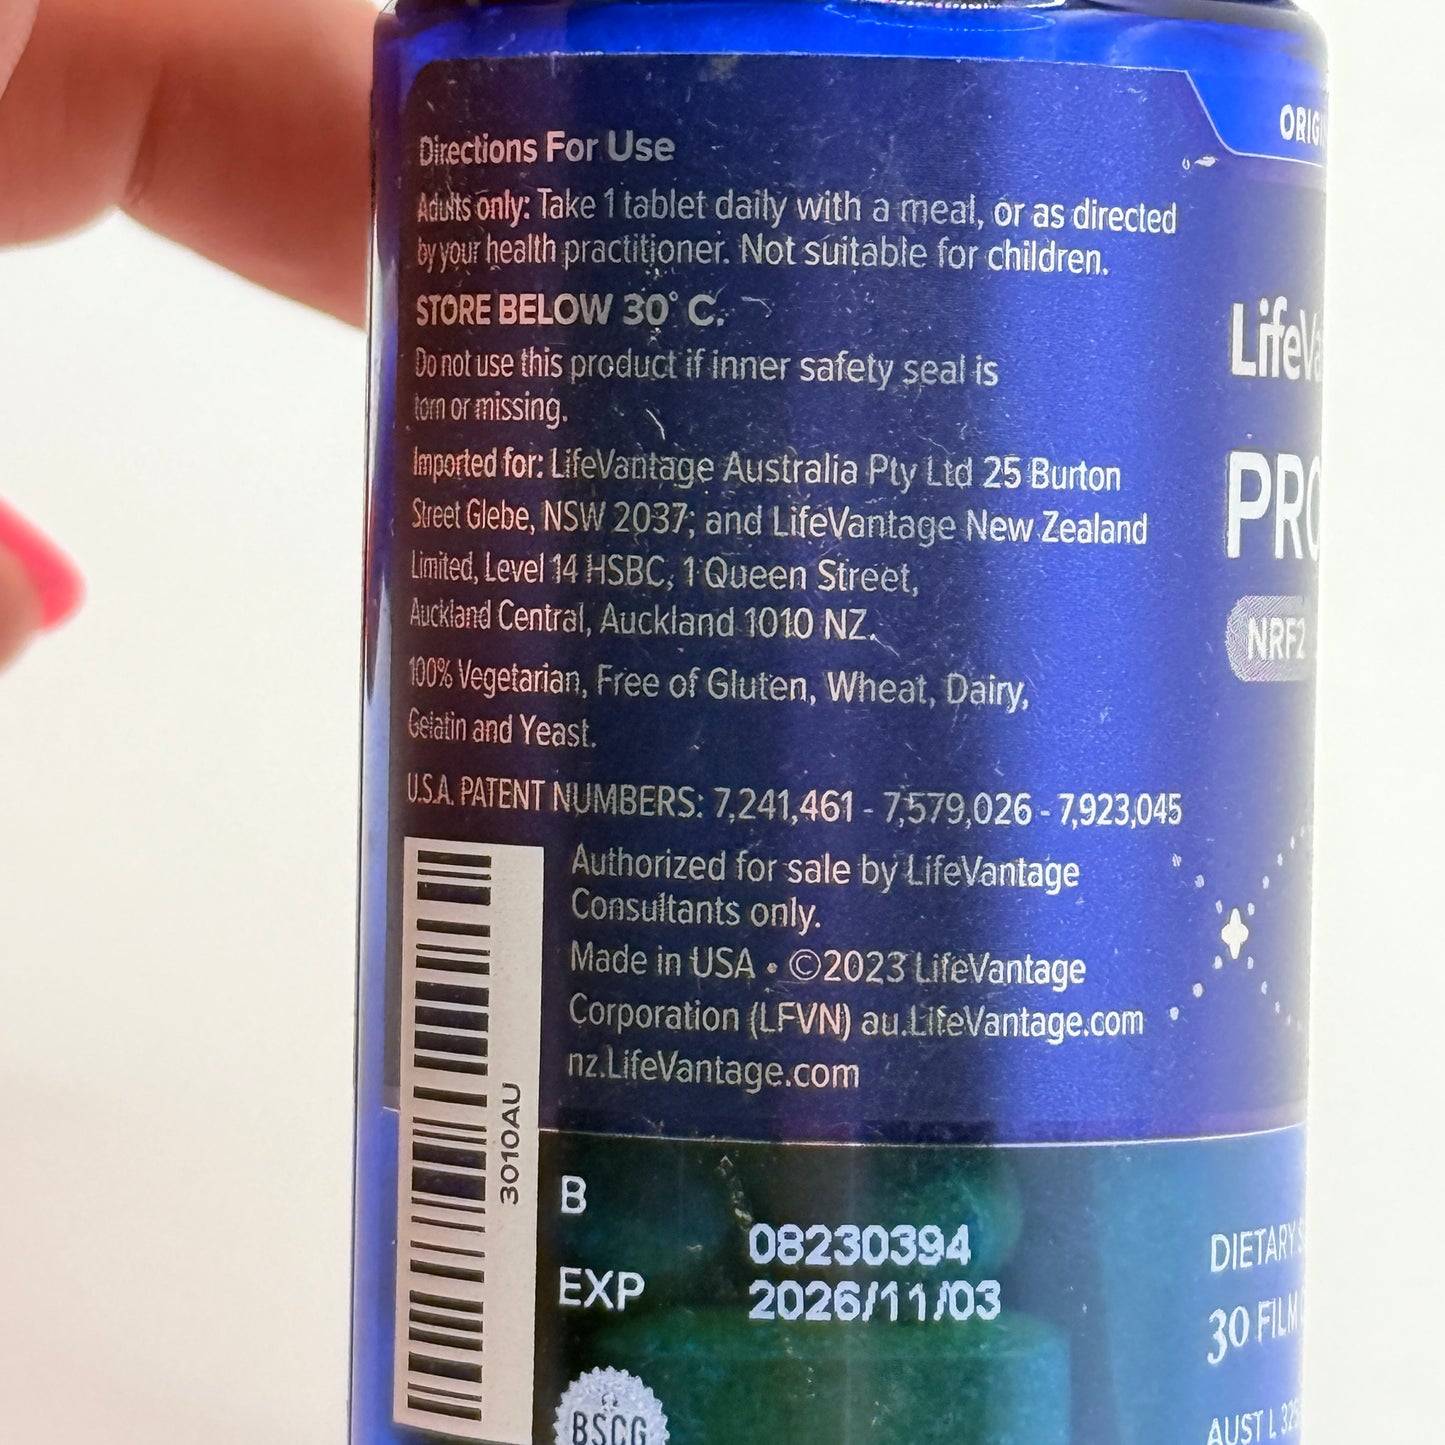 Directions For Use
Adults only: Take 1 tablet daily with a meal, or as directed
by your health practitioner. Not suitable for children.
STORE BELOW 30° C.
Do not use this product if inner safety seal is
torn or missing.
Imported for: LifeVantage Australia Pty Ltd 25 Burton
Street Glebe, NSW 2037; and LifeVantage New Zealand
Limited, Level 14 HSBC, 1 Queen Street,
Auckland Central, Auckland 1010 NZ.
100% Vegetarian, Free of Gluten, Wheat, Dairy,
Gelatin and Yeast.
U.S.A. PATENT NUMBERS: 7,241,461 - 7,579,026 - 7,923,045
Authorized for sale by LifeVantage
Consultants only.
Made in USA • ©2023 LifeVantage
Corporation (LFVN) au.LifeVantage.com
nz.LifeVantage.com
3010AU
B 08230394
EXP 2026/11/03
BSCG
NRF2
DIETARY
30 FILM
AUST L